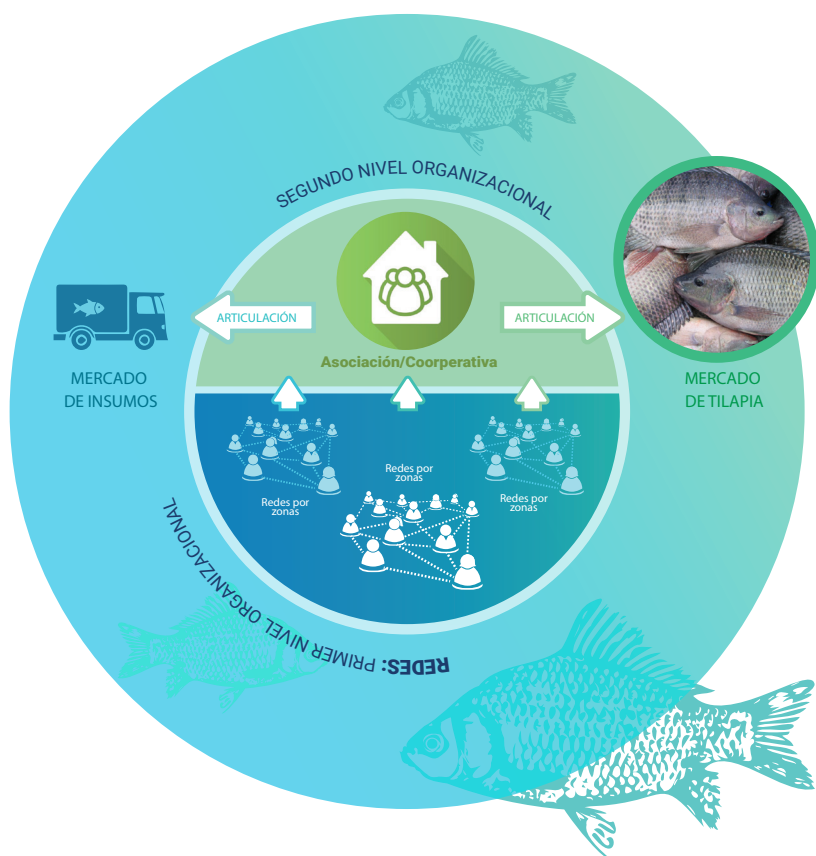 SEGUNDO NIVEL ORGANIZACIONAL
ARTICULACIÓN
ARTICULACIÓN
Asociación/Coorperativa
MERCADO
DE INSUMOS
MERCADO
DE TILAPIA
Redes por
zonas
Redes por
zonas
Redes por
zonas
REDES: PRIMER NIVEL ORGANIZACIONAL